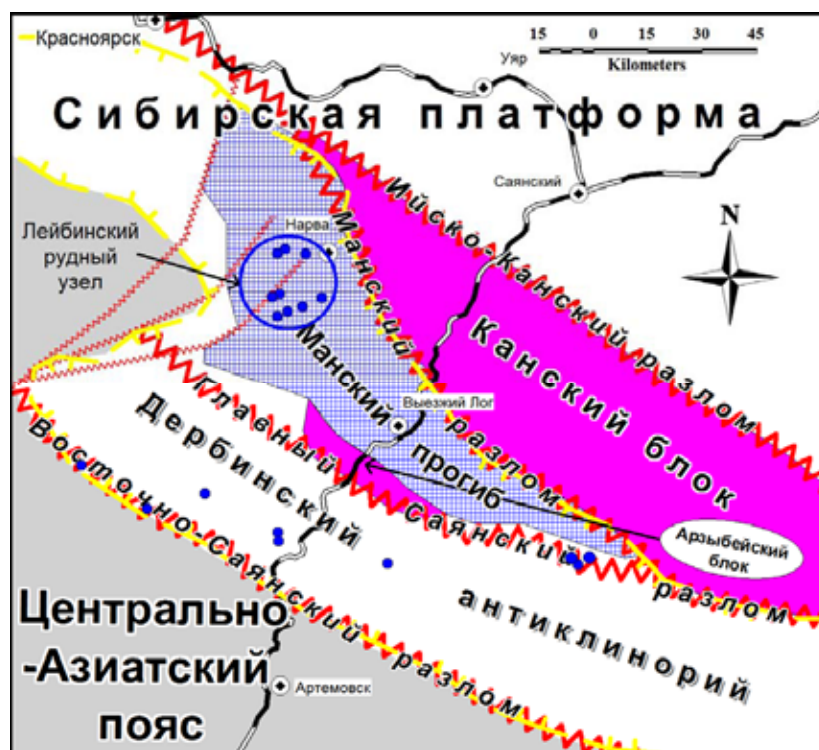 15 0 15 30 45
Kilometers
Красноярск
Уяр
Сибирская платформа
Саянский
Ийско-Канский разлом
Нарва
Манский разлом
Лейбинский
рудный
узел
N
Канский блок
Манский прогиб
Выезжий Лог
Главный Саянский разлом
Дербинский антиклинорий
Восточно-Саянский разлом
Арзыбейский
блок
Центрально
-Азиатский
пояс
Артемовск